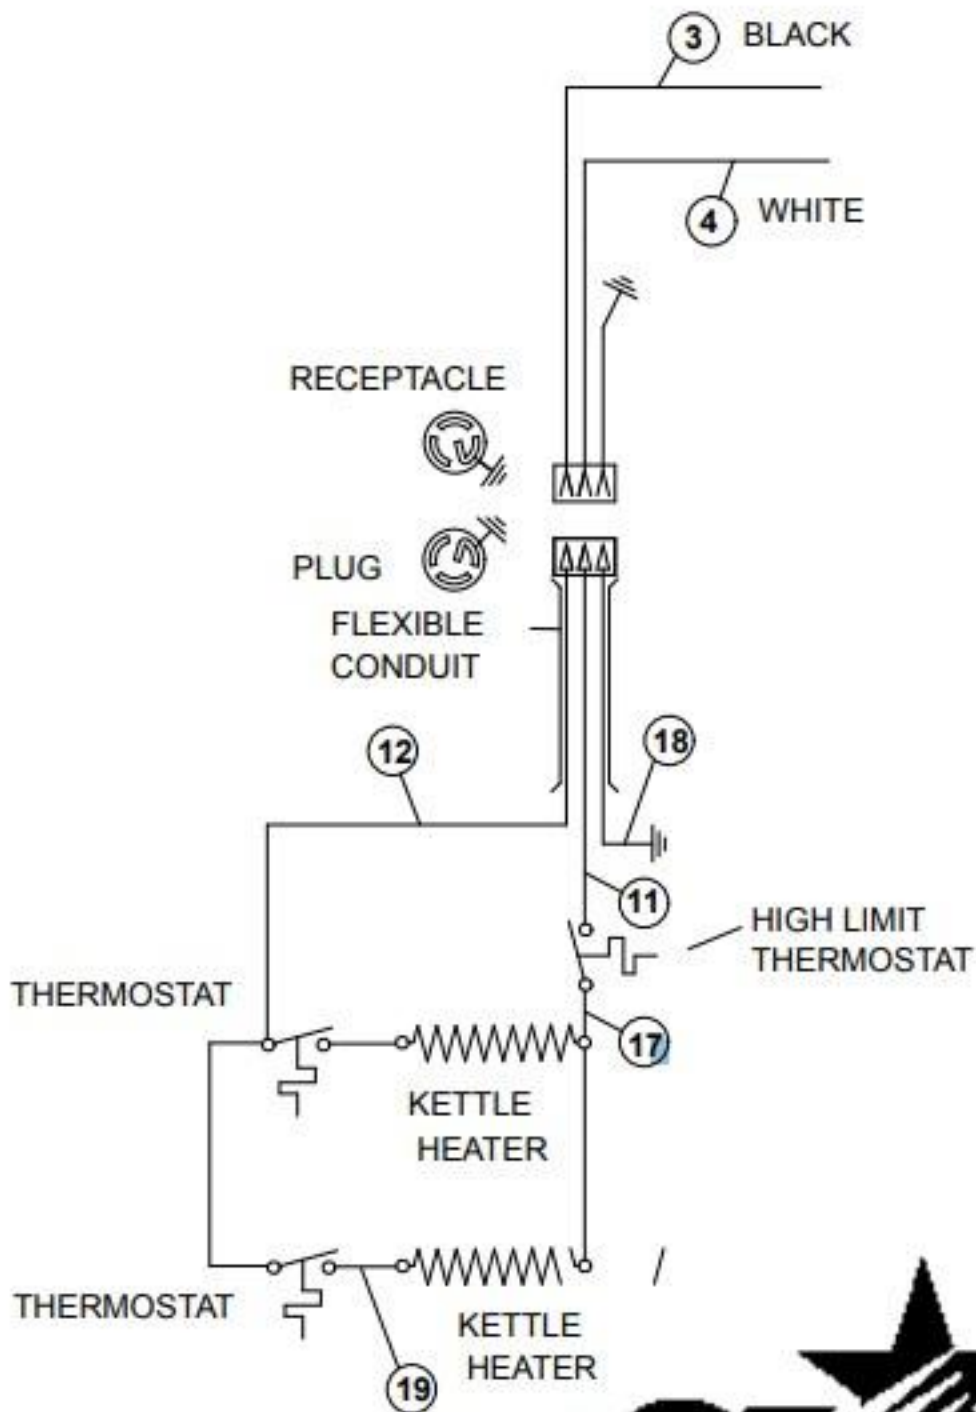 3 BLACK
4 WHITE
RECEPTACLE
PLUG
FLEXIBLE
CONDUIT
12
18
11
HIGH LIMIT
THERMOSTAT
THERMOSTAT
17
KETTLE
HEATER
THERMOSTAT
KETTLE
HEATER
19